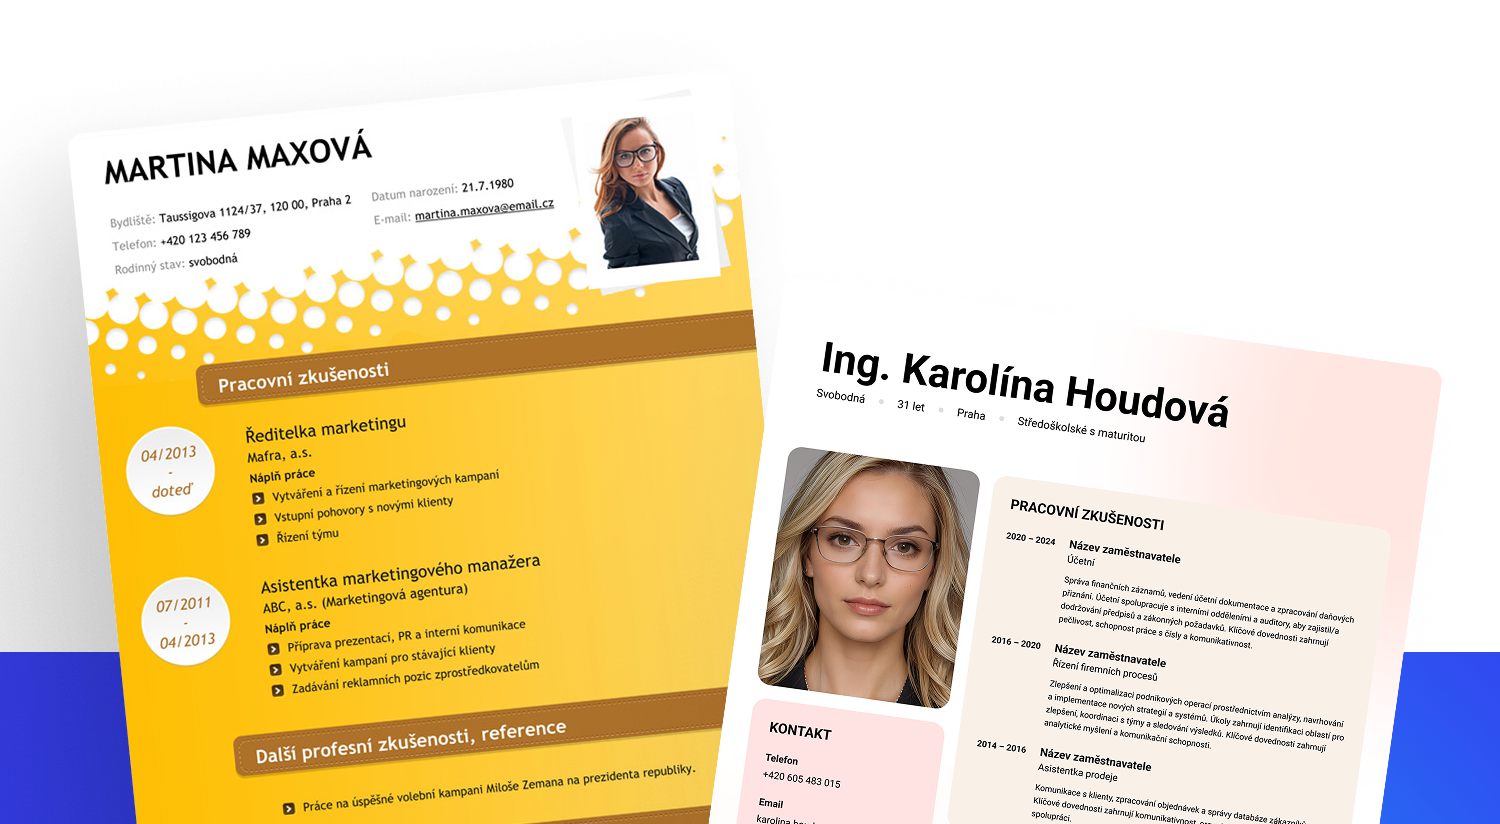 MARTINA MAXOVÁ
Bydliště: Taussigova 1124/37, 120 00, Praha 2
Telefon: +420 123 456 789
Rodinný stav: svobodná
Datum narození: 21.7.1980
E-mail: martina.maxova@email.cz
Pracovní zkušenosti
04/2013
-
doteď
Ředitelka marketingu
Mafra, a.s.
Náplň práce
Vytváření a řízení marketingových kampaní
Vstupní pohovory s novými klienty
Řízení týmu
07/2011
-
04/2013
Asistentka marketingového manažera
ABC, a.s. (Marketingová agentura)
Náplň práce
Příprava prezentací, PR a interní komunikace
Vytváření kampaní pro stávající klienty
Zadávání reklamních pozic zprostředkovatelům
Další profesní zkušenosti, reference
Práce na úspěšné volební kampani Miloše Zemana na prezidenta republiky.
Ing. Karolína Houdová
Svobodná
31 let
Praha
Středoškolské s maturitou
PRACOVNÍ ZKUŠENOSTI
2020 – 2024
Název zaměstnavatele
Účetní
Správa finančních záznamů, vedení účetní dokumentace a zpracování daňových
přiznání. Účetní spolupracuje s interními odděleními a auditory, aby zajistil/a
dodržování předpisů a zákonných požadavků. Klíčové dovednosti zahrnují
pečlivost, schopnost práce s čísly a komunikativnost.
2016 – 2020
Název zaměstnavatele
Řízení firemních procesů
Zlepšení a optimalizaci podnikových operací prostřednictvím analýzy, navrhování
a implementace nových strategií a systémů. Úkoly zahrnují identifikaci oblastí pro
zlepšení, koordinaci s týmy a sledování výsledků. Klíčové dovednosti zahrnují
analytické myšlení a komunikační schopnosti.
2014 – 2016
Název zaměstnavatele
Asistentka prodeje
Komunikace s klienty, zpracování objednávek a správy databáze zákazníků.
Klíčové dovednosti zahrnují komunikativnost,
spolupráci.
KONTAKT
Telefon
+420 605 483 015
Email